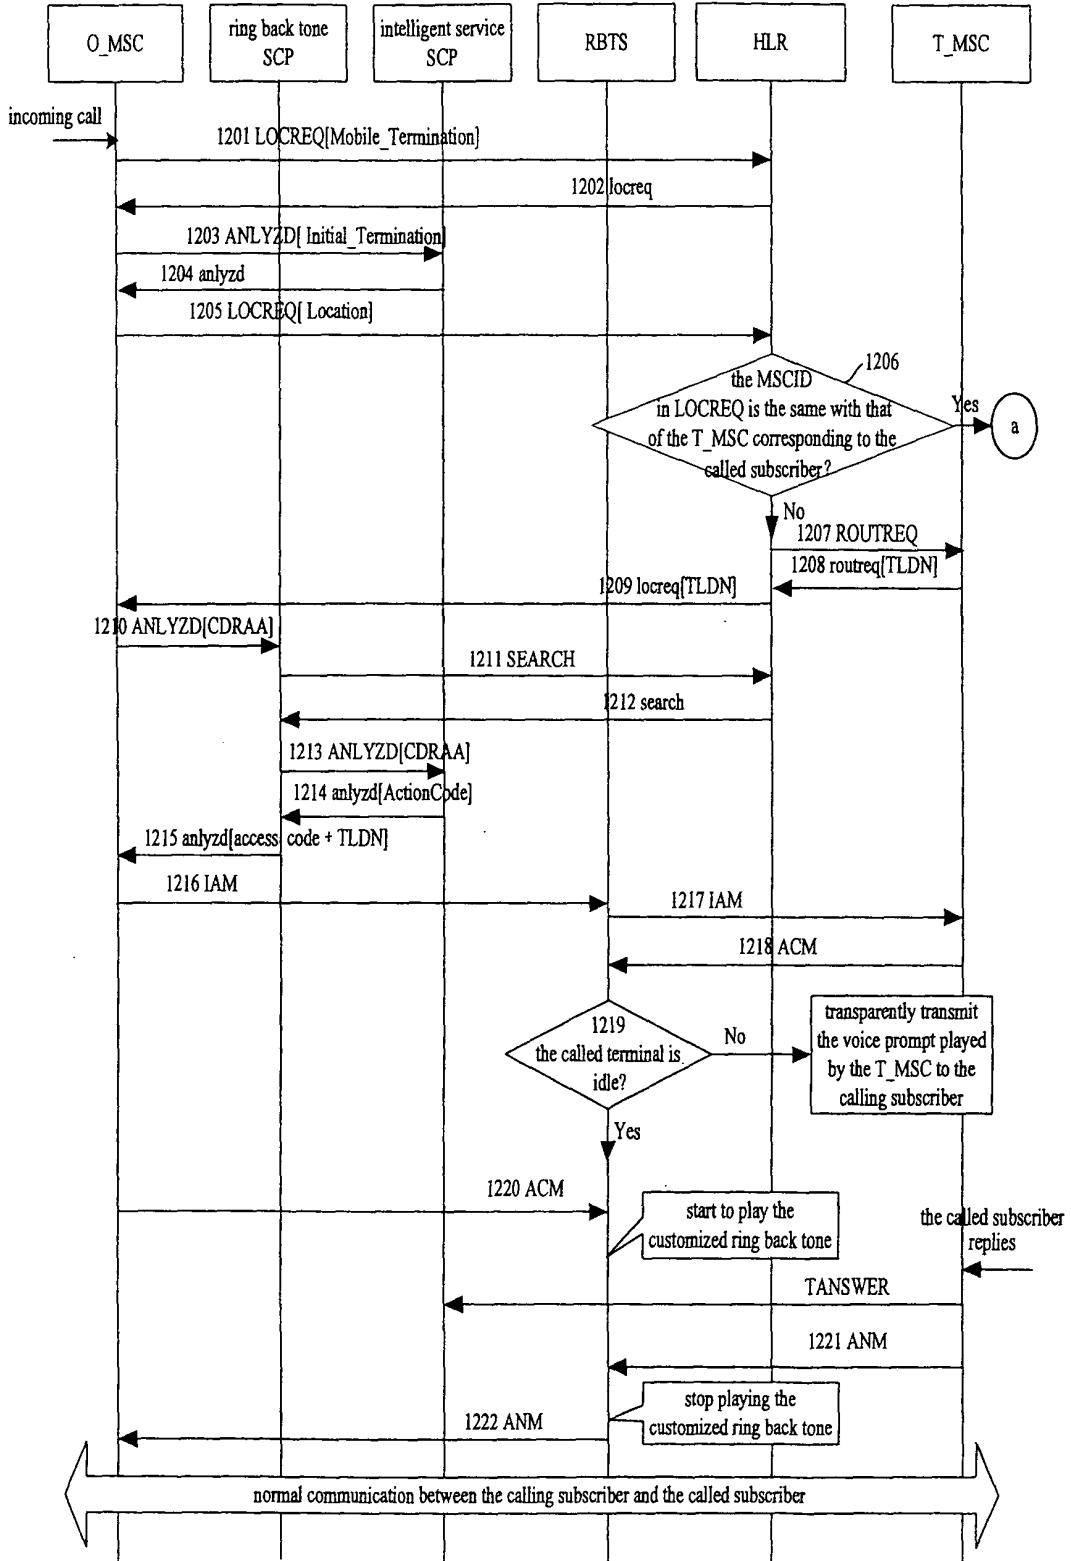 O_MSC
ring back tone
SCP
intelligent service
SCP
RBTS
HLR
T_MSC
incoming call
1201 LOCREQ[Mobile_Termination]
1202 locreq
1203 ANLYZD[ Initial_Termination]
1204 anlyzd
1205 LOCREQ[ Location]
1206
the MSCID
in LOCREQ is the same with that
of the T_MSC corresponding to the
called subscriber?
Yes
a
No
1207 ROUTREQ
1208 routreq[TLDN]
1209 locreq[TLDN]
1210 ANLYZD[CDRAA]
1211 SEARCH
1212 search
1213 ANLYZD[CDRAA]
1214 anlyzd[ActionCode]
1215 anlyzd[access code + TLDN]
1216 IAM
1217 IAM
1218 ACM
1219
the called terminal is
idle?
No
transparently transmit
the voice prompt played
by the T_MSC to the
calling subscriber
Yes
1220 ACM
start to play the
customized ring back tone
the called subscriber
replies
TANSWER
1221 ANM
stop playing the
customized ring back tone
1222 ANM
normal communication between the calling subscriber and the called subscriber